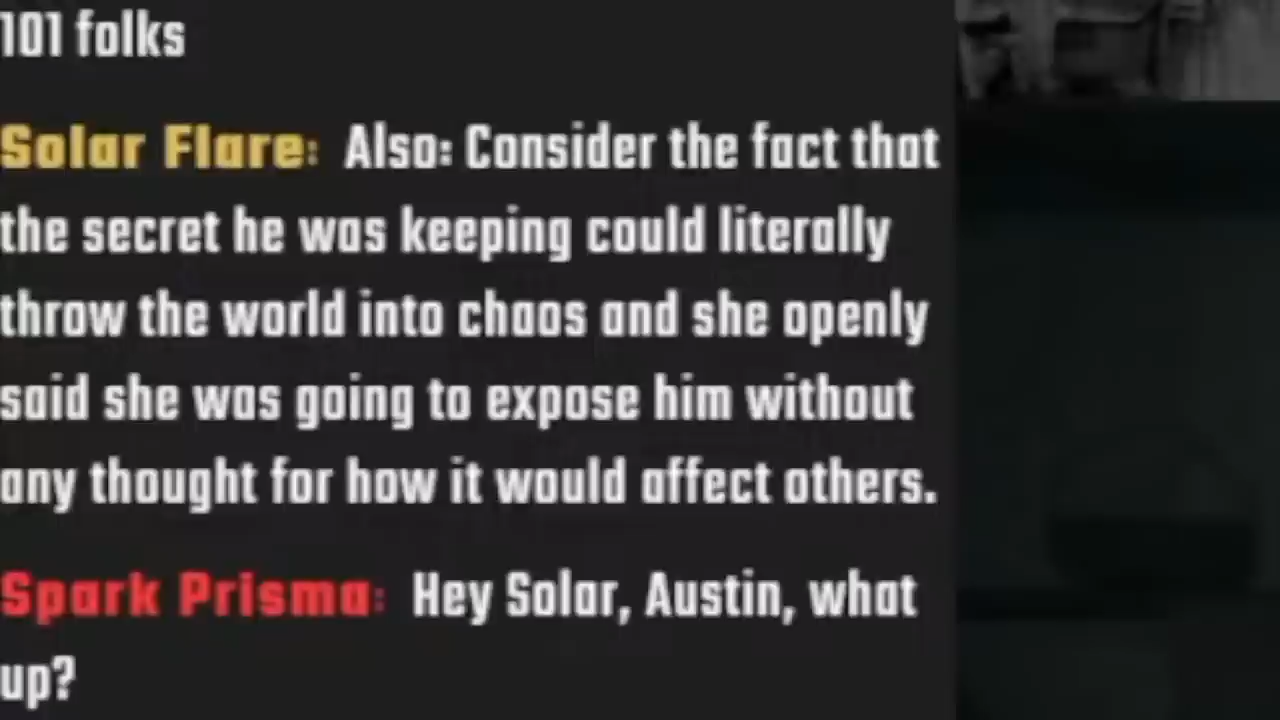 101 folks
Solar Flare: Also: Consider the fact that
the secret he was keeping could literally
throw the world into chaos and she openly
said she was going to expose him without
any thought for how it would affect others.
Spark Prisma: Hey Solar, Austin, what
up?